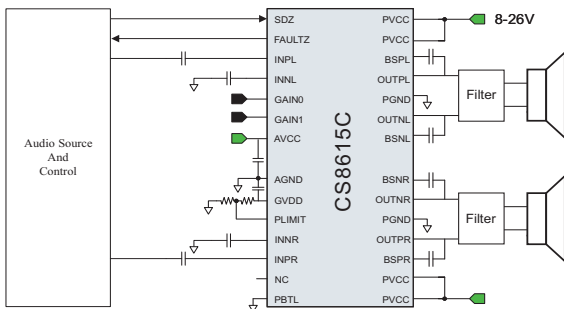 Audio Source
And
Control
SDZ
FAULTZ
INPL
INNL
GAIN0
GAIN1
AVCC
AGND
GVDD
PLIMIT
INNR
INPR
NC
PBTL
CS8615C
PVCC
PVCC
BSPL
OUTPL
PGND
OUTNL
BSNL
BSNR
OUTNR
PGND
OUTPR
BSPR
PVCC
PVCC
8-26V
Filter
Filter